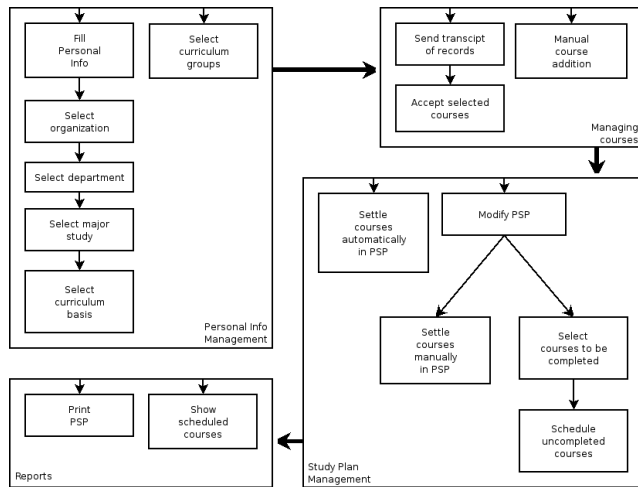 Fill
Personal
Info
Select
curriculum
groups
Select
organization
Select department
Select major
study
Select
curriculum
basis
Personal Info
Management
Send transcipt
of records
Manual
course
addition
Accept selected
courses
Managing
courses
Settle
courses
automatically
in PSP
Modify PSP
Settle
courses
manually
in PSP
Select
courses to be
completed
Schedule
uncompleted
courses
Study Plan
Management
Print
PSP
Show
scheduled
courses
Reports